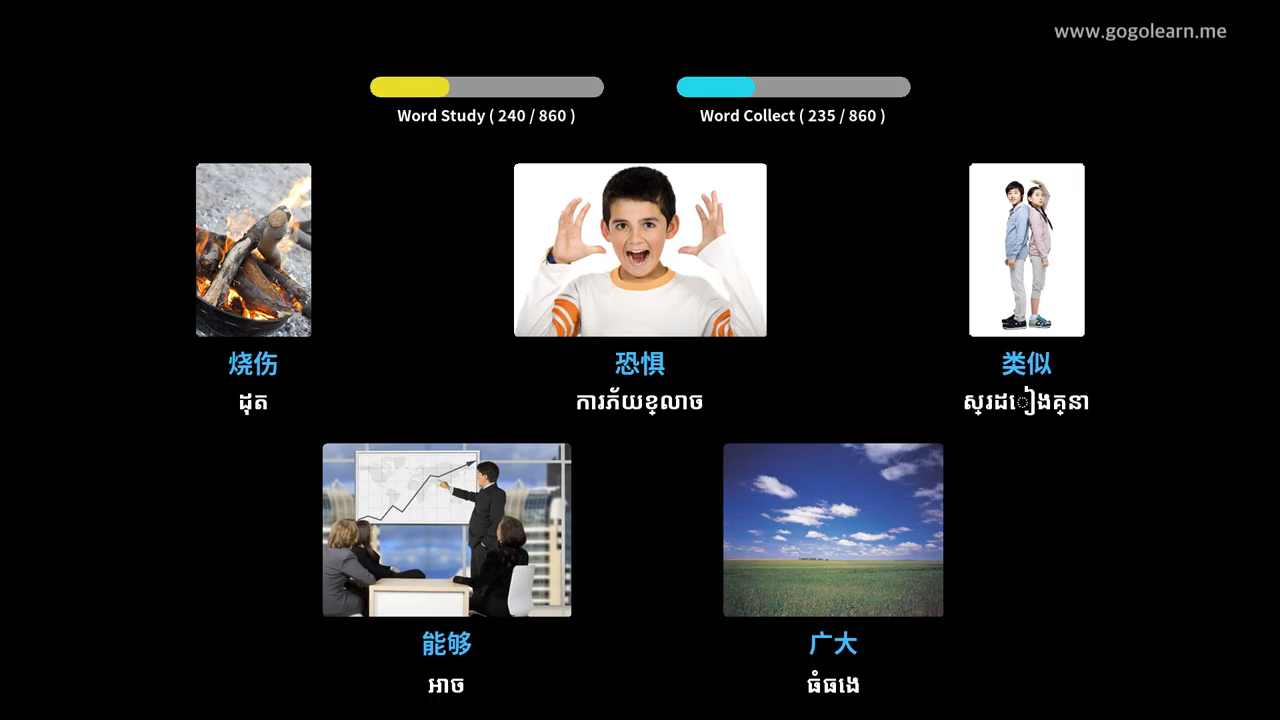 www.gogolearn.me
Word Study ( 240 / 860 )
Word Collect ( 235 / 860 )
烧伤
ដុត
恐惧
ការភ័យខ្លាច
类似
ស្រដៀងគ្នា
能够
អាច
广大
ធំធេង